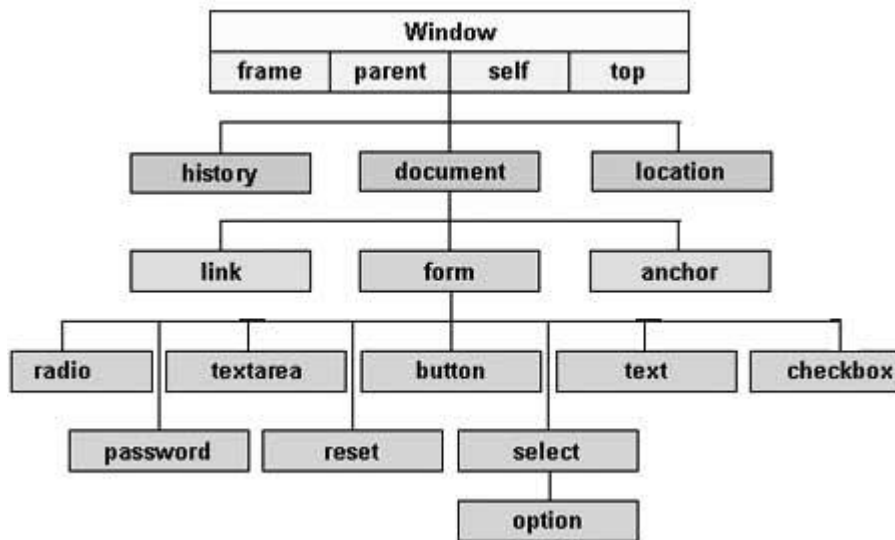 Window
frame parent self top
history document location
link form anchor
radio textarea button text checkbox
password reset select
option